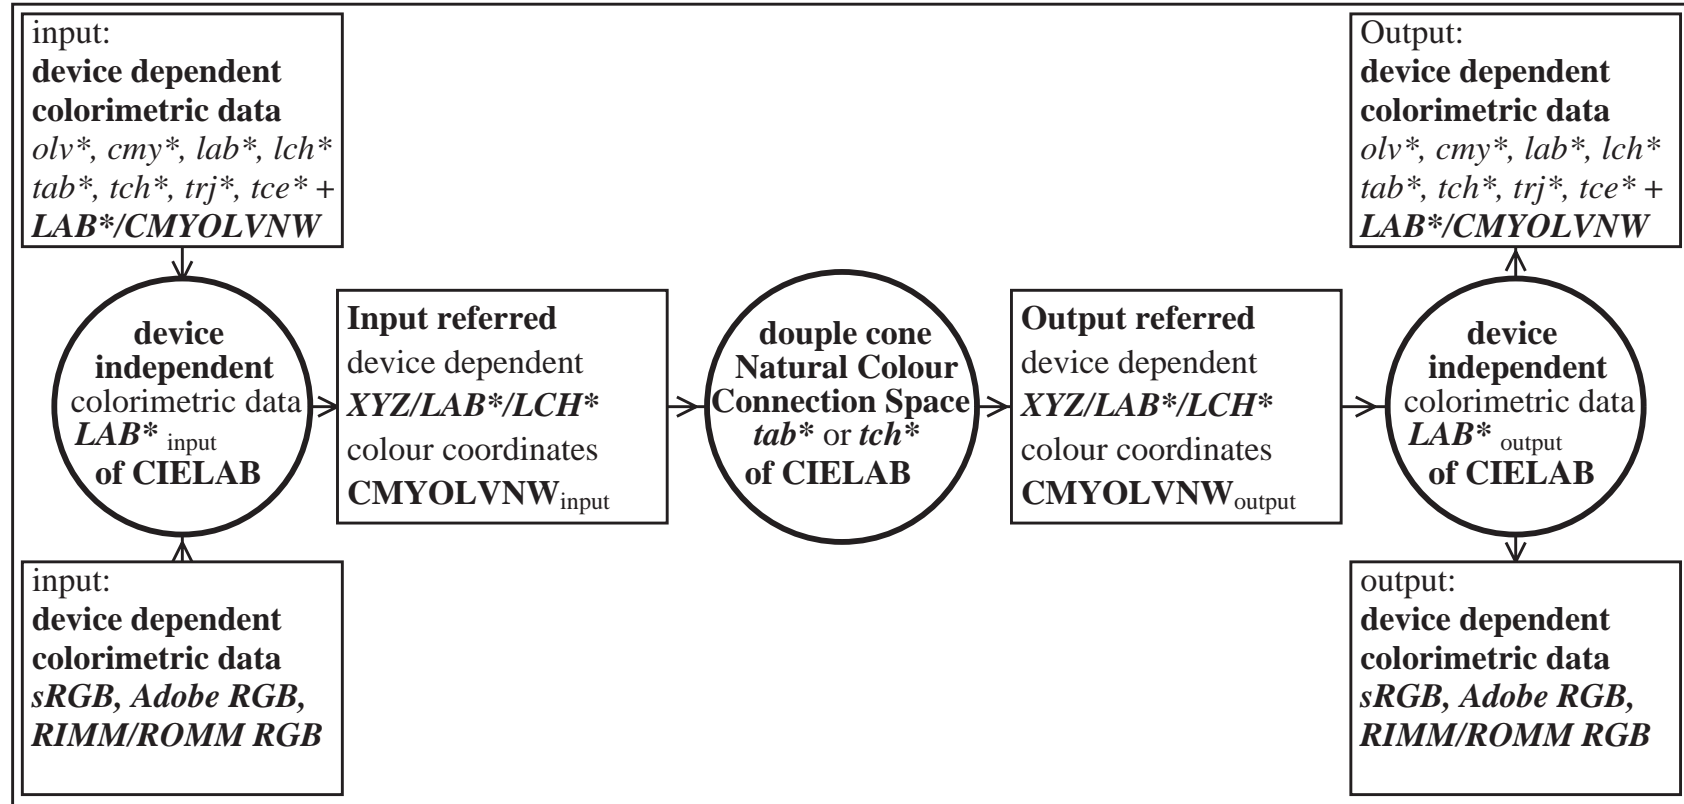 input:
device dependent
colorimetric data
olv*, cmy*, lab*, lch*
tab*, tch*, trj*, tce* +
LAB*/CMYOLVNW
Output:
device dependent
colorimetric data
olv*, cmy*, lab*, lch*
tab*, tch*, trj*, tce* +
LAB*/CMYOLVNW
device
independent
colorimetric data
LAB* input
of CIELAB
Input referred
device dependent
XYZ/LAB*/LCH*
colour coordinates
CMYOLVNWinput
douple cone
Natural Colour
Connection Space
tab* or tch*
of CIELAB
Output referred
device dependent
XYZ/LAB*/LCH*
colour coordinates
CMYOLVNWoutput
device
independent
colorimetric data
LAB* output
of CIELAB
input:
device dependent
colorimetric data
sRGB, Adobe RGB,
RIMM/ROMM RGB
output:
device dependent
colorimetric data
sRGB, Adobe RGB,
RIMM/ROMM RGB